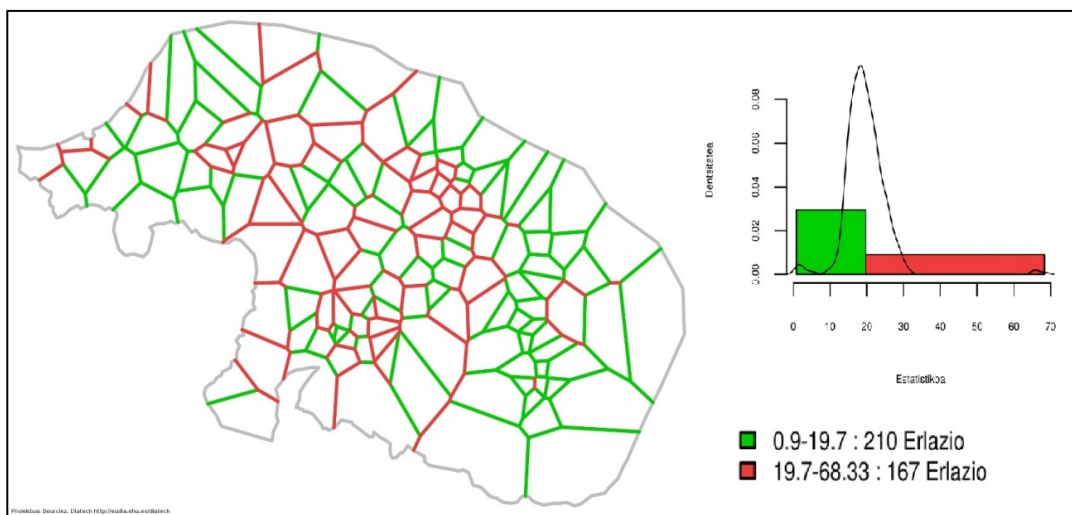 0.08
0.06
0.04
0.02
0.00
Dentsitatea
0 10 20 30 40 50 60 70
Estatistikoa
0.9-19.7 : 210 Erlazio
19.7-68.33 : 167 Erlazio
Proiektua: Bourciez. Diatech http://eudia.ehu.es/diatech